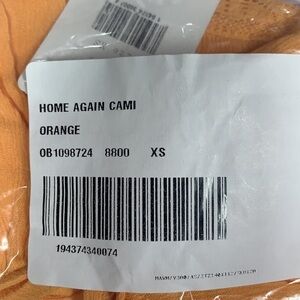 HOME AGAIN CAMI
ORANGE
OB1098724 8800 XS
194374340074